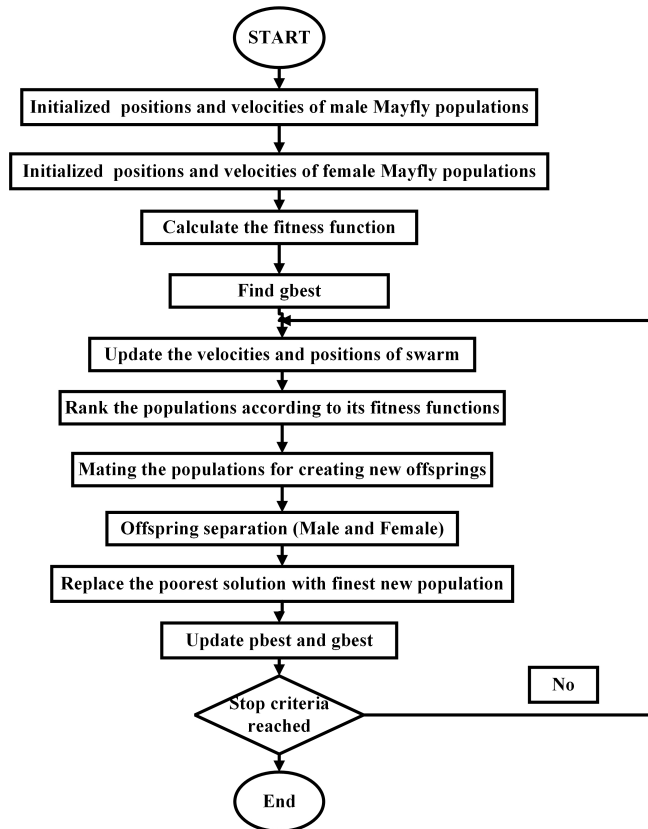 START
Initialized positions and velocities of male Mayfly populations
Initialized positions and velocities of female Mayfly populations
Calculate the fitness function
Find gbest
Update the velocities and positions of swarm
Rank the populations according to its fitness functions
Mating the populations for creating new offsprings
Offspring separation (Male and Female)
Replace the poorest solution with finest new population
Update pbest and gbest
No
Stop criteria
reached
End